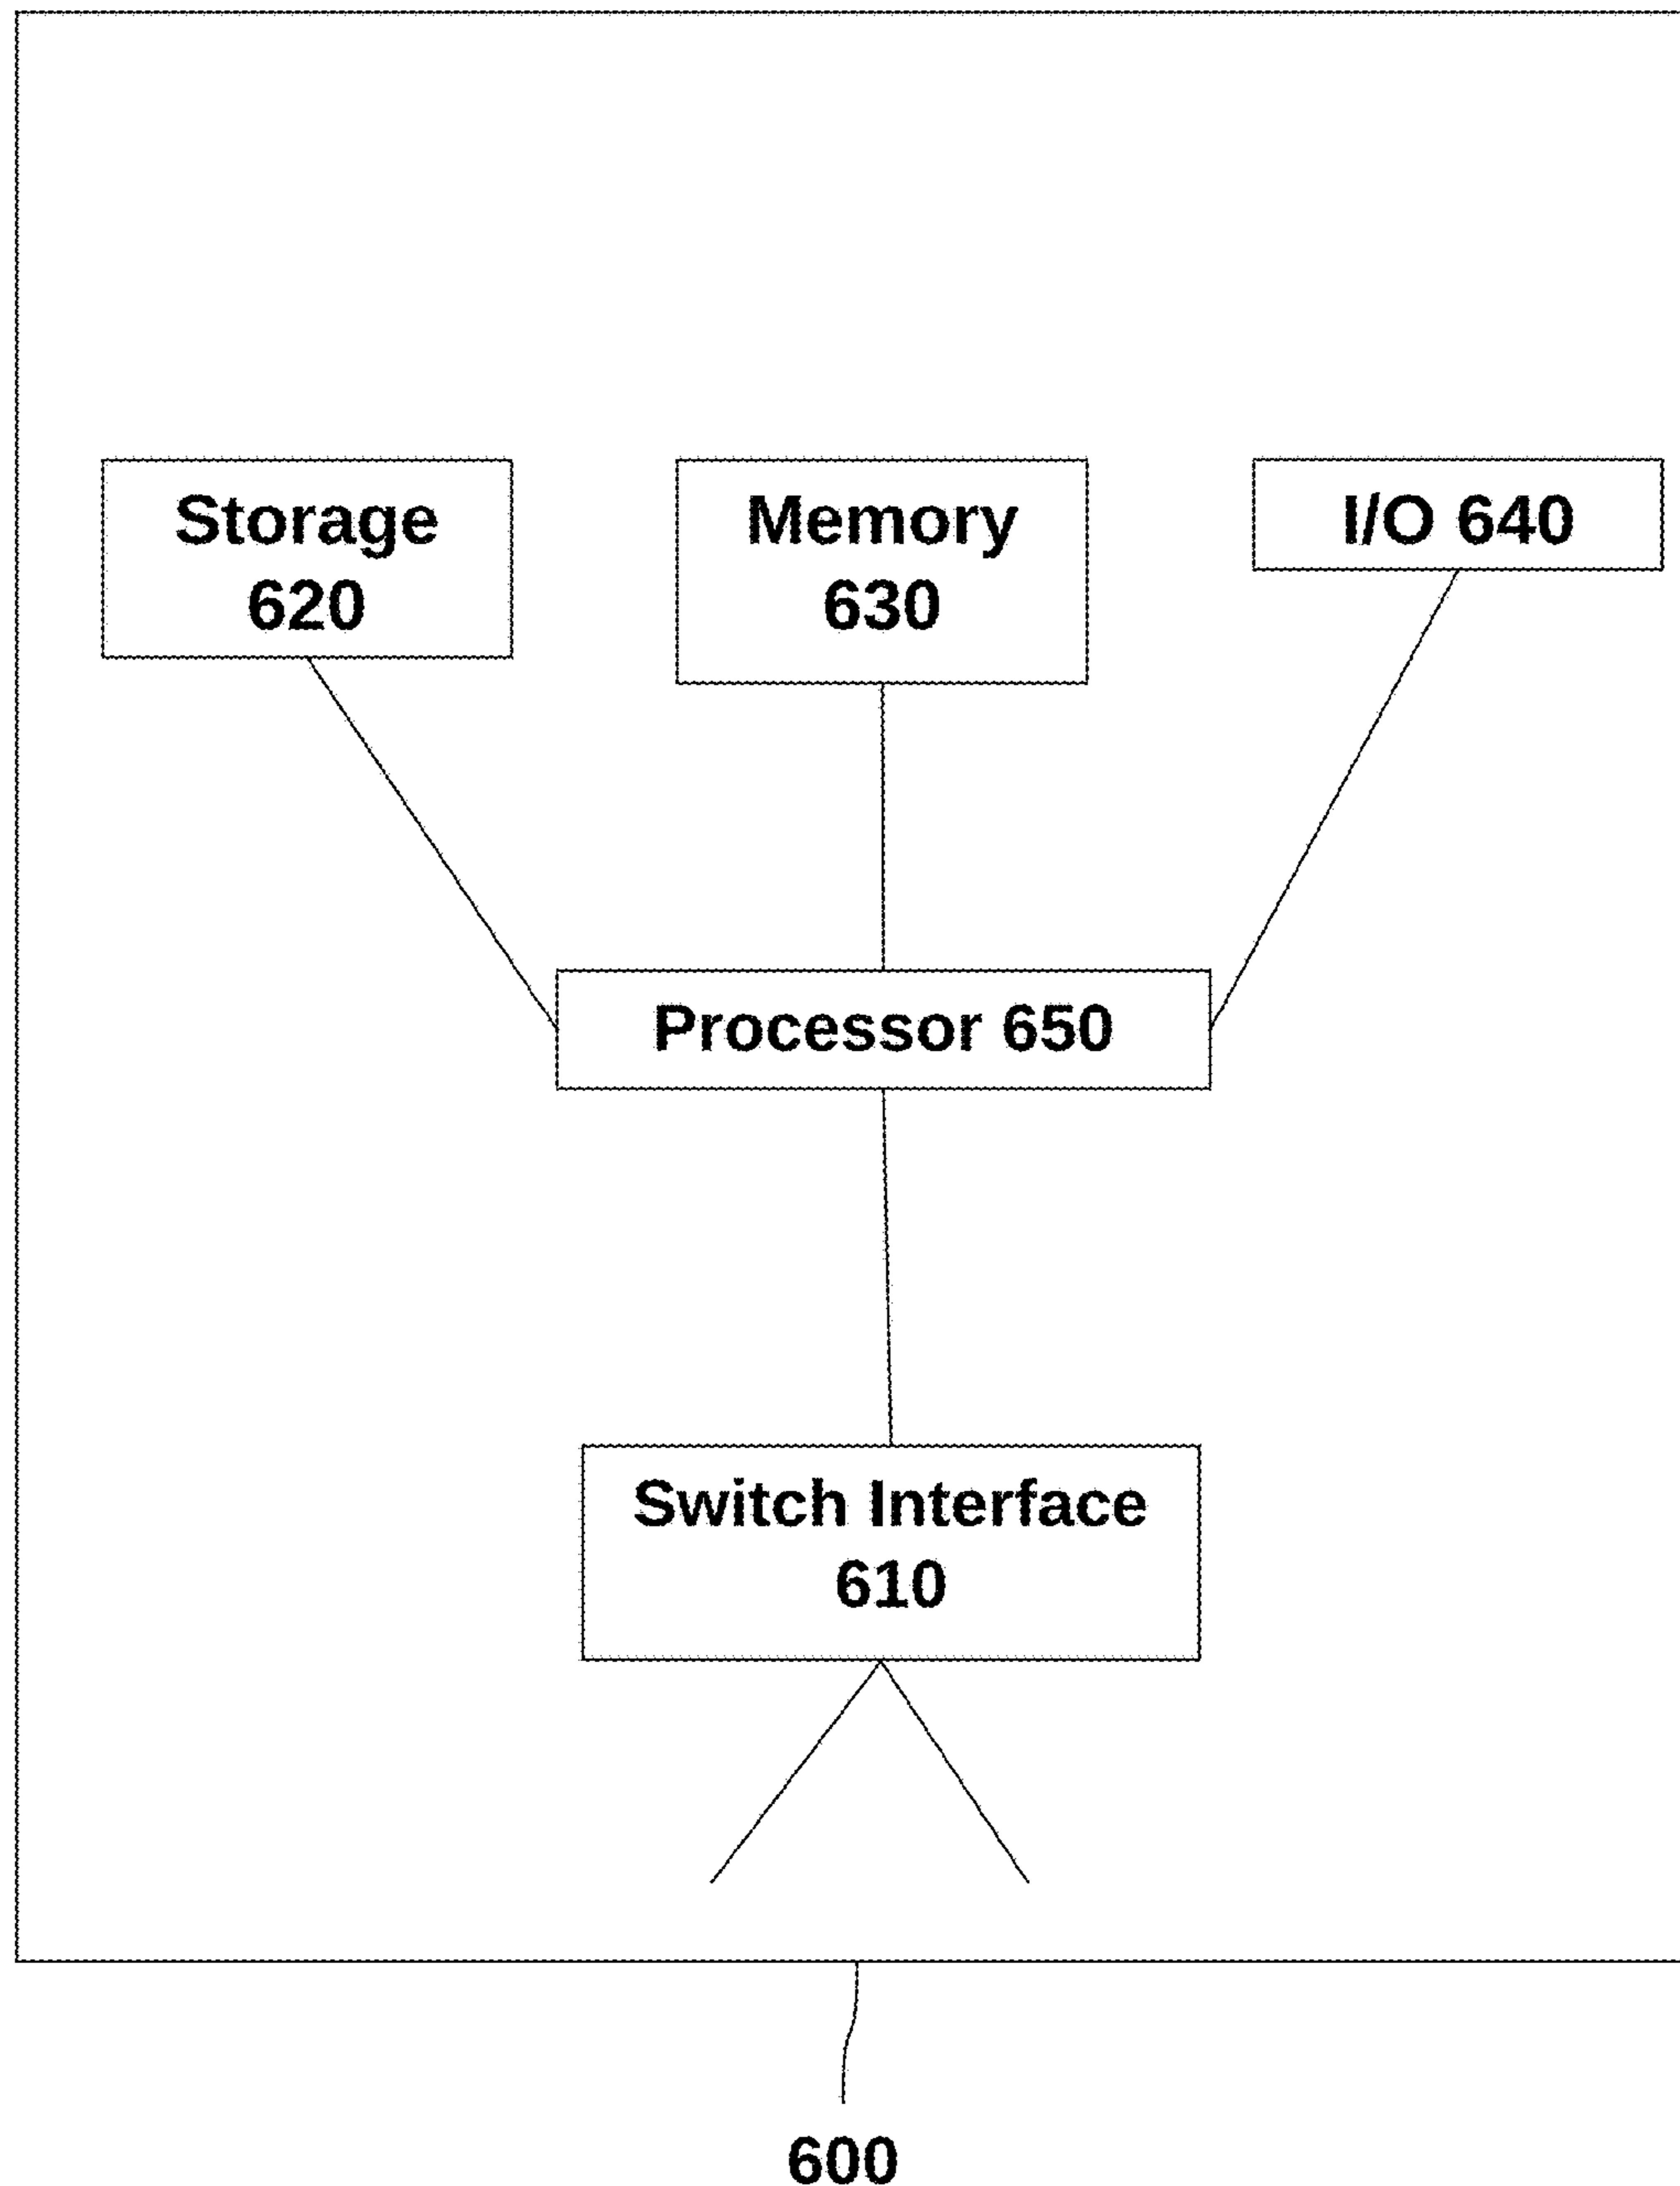 Storage
620
Memory
630
I/O 640
Processor 650
Switch Interface
610
600